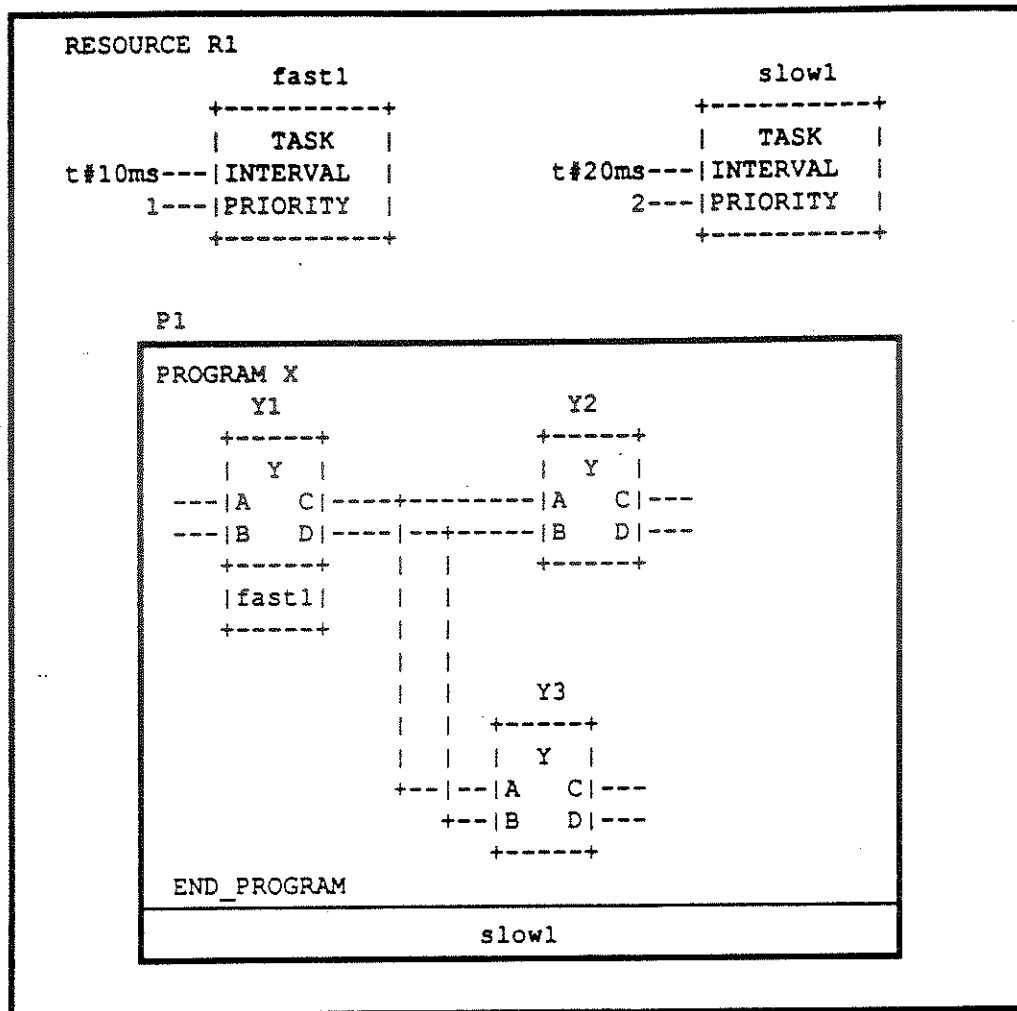 RESOURCE R1
fast1 slow1
+----------+ +----------+
| TASK | | TASK |
t#10ms---|INTERVAL | t#20ms---|INTERVAL |
1---|PRIORITY | 2---|PRIORITY |
+----------+ +----------+
P1
PROGRAM X
Y1 Y2
+-----+ +-----+
| Y | | Y |
---|A C|----+--------|A C|---
---|B D|----|--+-----|B D|---
+-----+ | | +-----+
|fast1| | |
+-----+ | |
| |
| | Y3
| | +-----+
| | | Y |
+--|--|A C|---
+--|B D|---
+-----+
END_PROGRAM
slow1